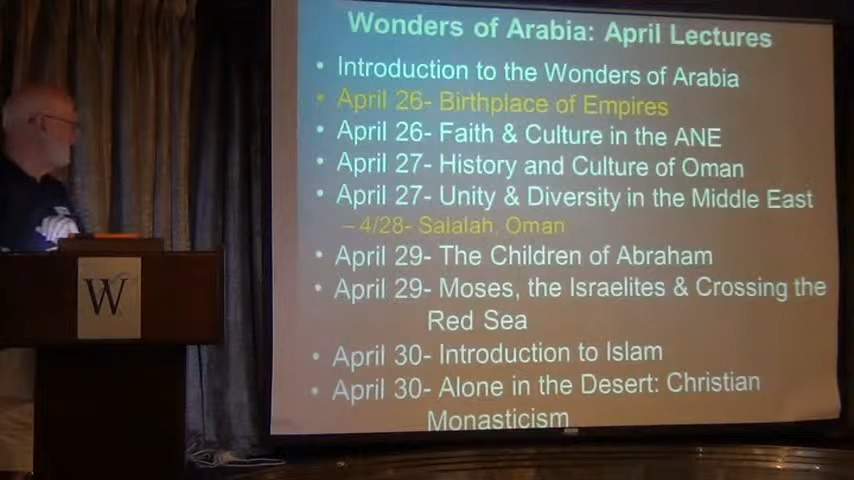 Wonders of Arabia: April Lectures
• Introduction to the Wonders of Arabia
• April 26- Birthplace of Empires
• April 26- Faith & Culture in the ANE
• April 27- History and Culture of Oman
• April 27- Unity & Diversity in the Middle East
– 4/28- Salalah, Oman
• April 29- The Children of Abraham
• April 29- Moses, the Israelites & Crossing the
Red Sea
• April 30- Introduction to Islam
• April 30- Alone in the Desert: Christian
Monasticism
W